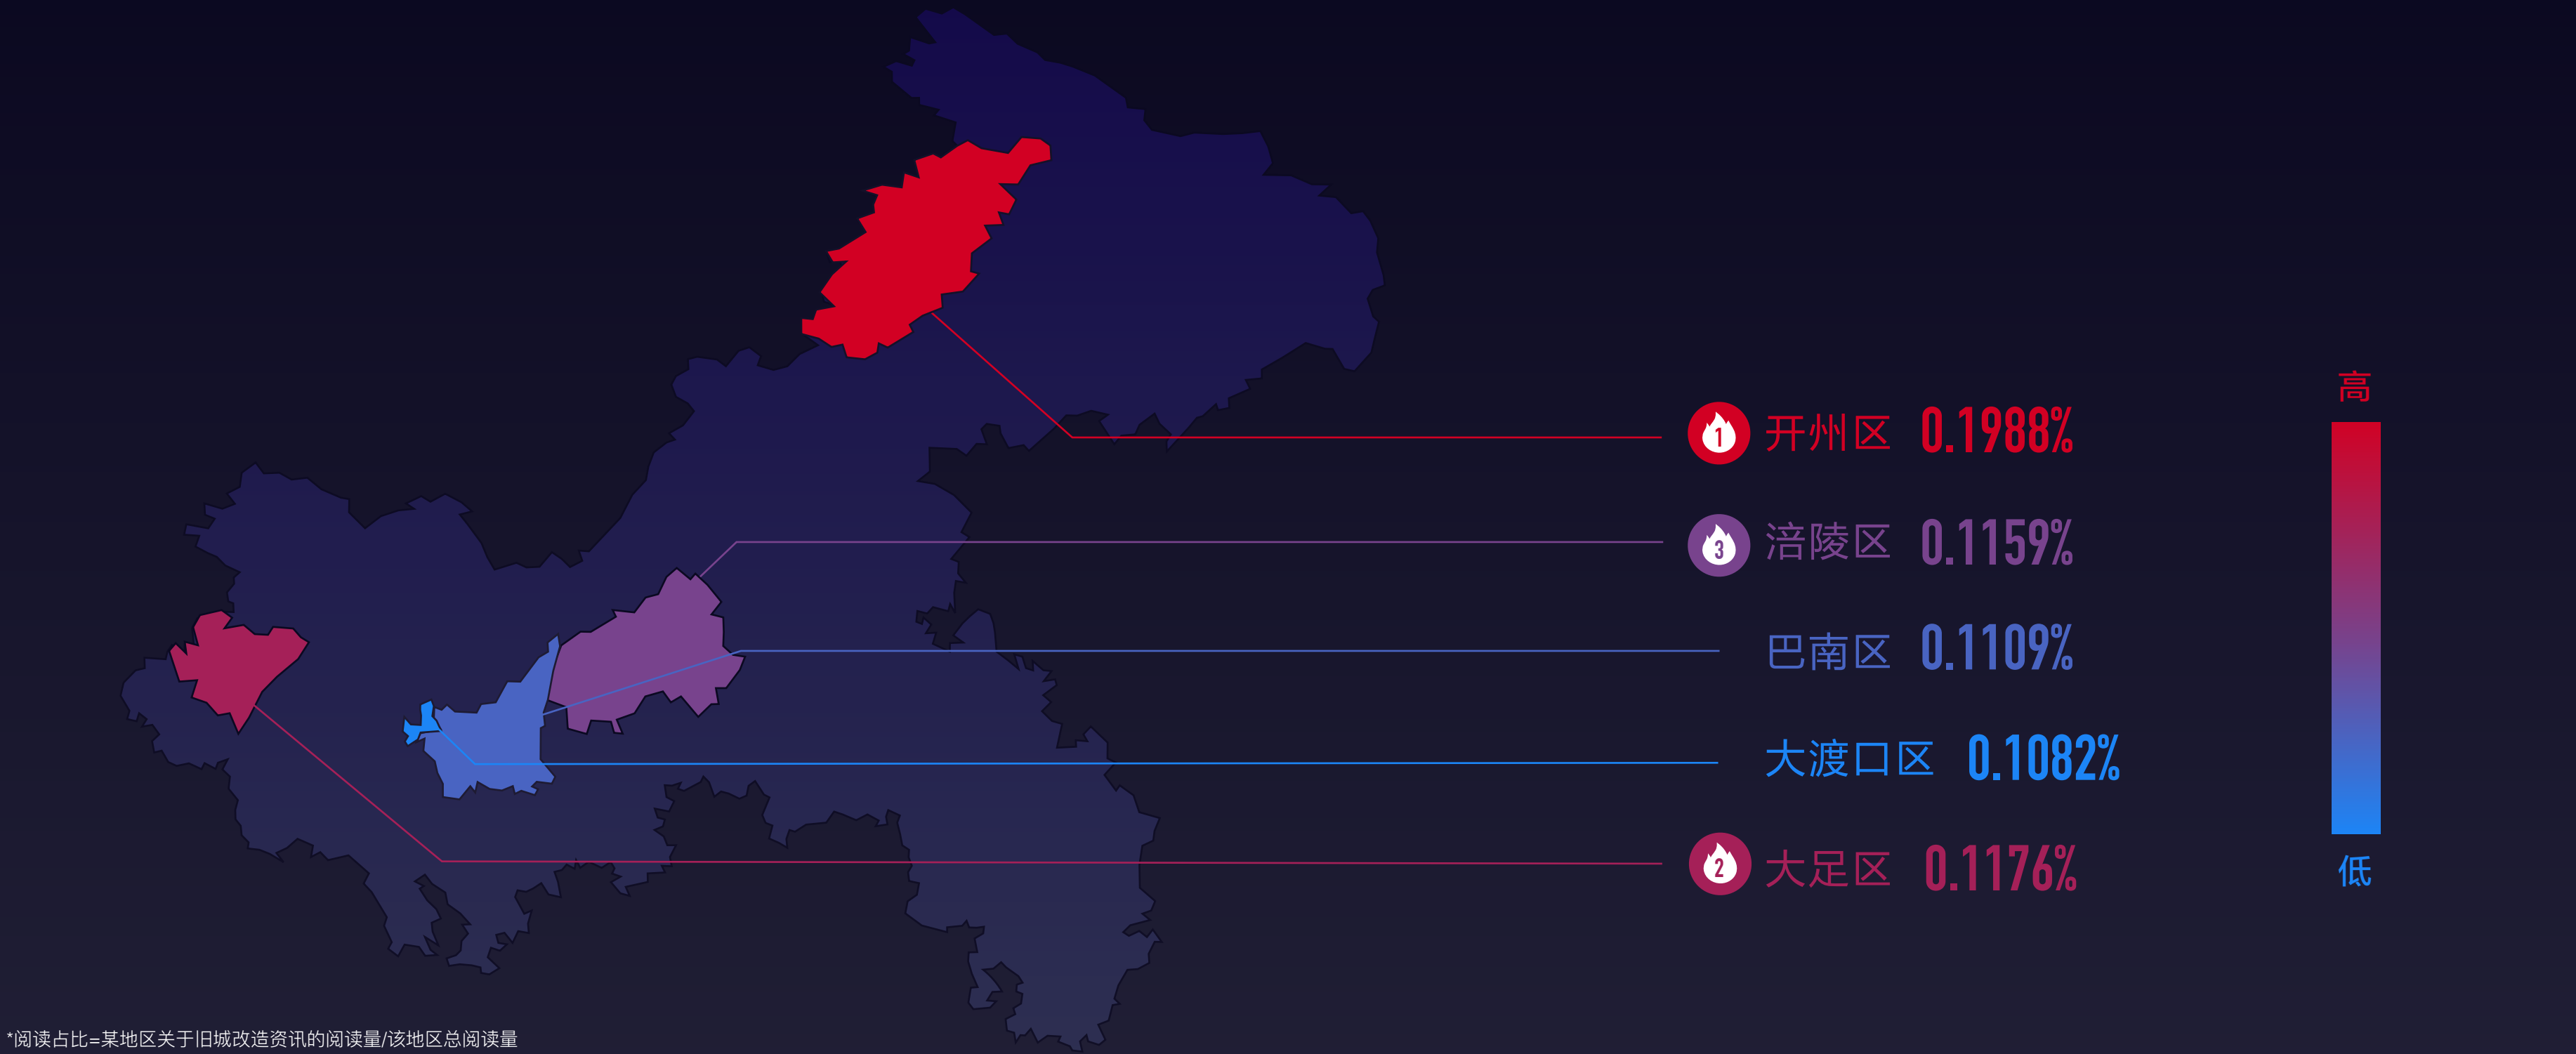 高
1 开州区 0.1988%
3 涪陵区 0.1159%
巴南区 0.1109%
大渡口区 0.1082%
2 大足区 0.1176%
低
*阅读占比=某地区关于旧城改造资讯的阅读量/该地区总阅读量